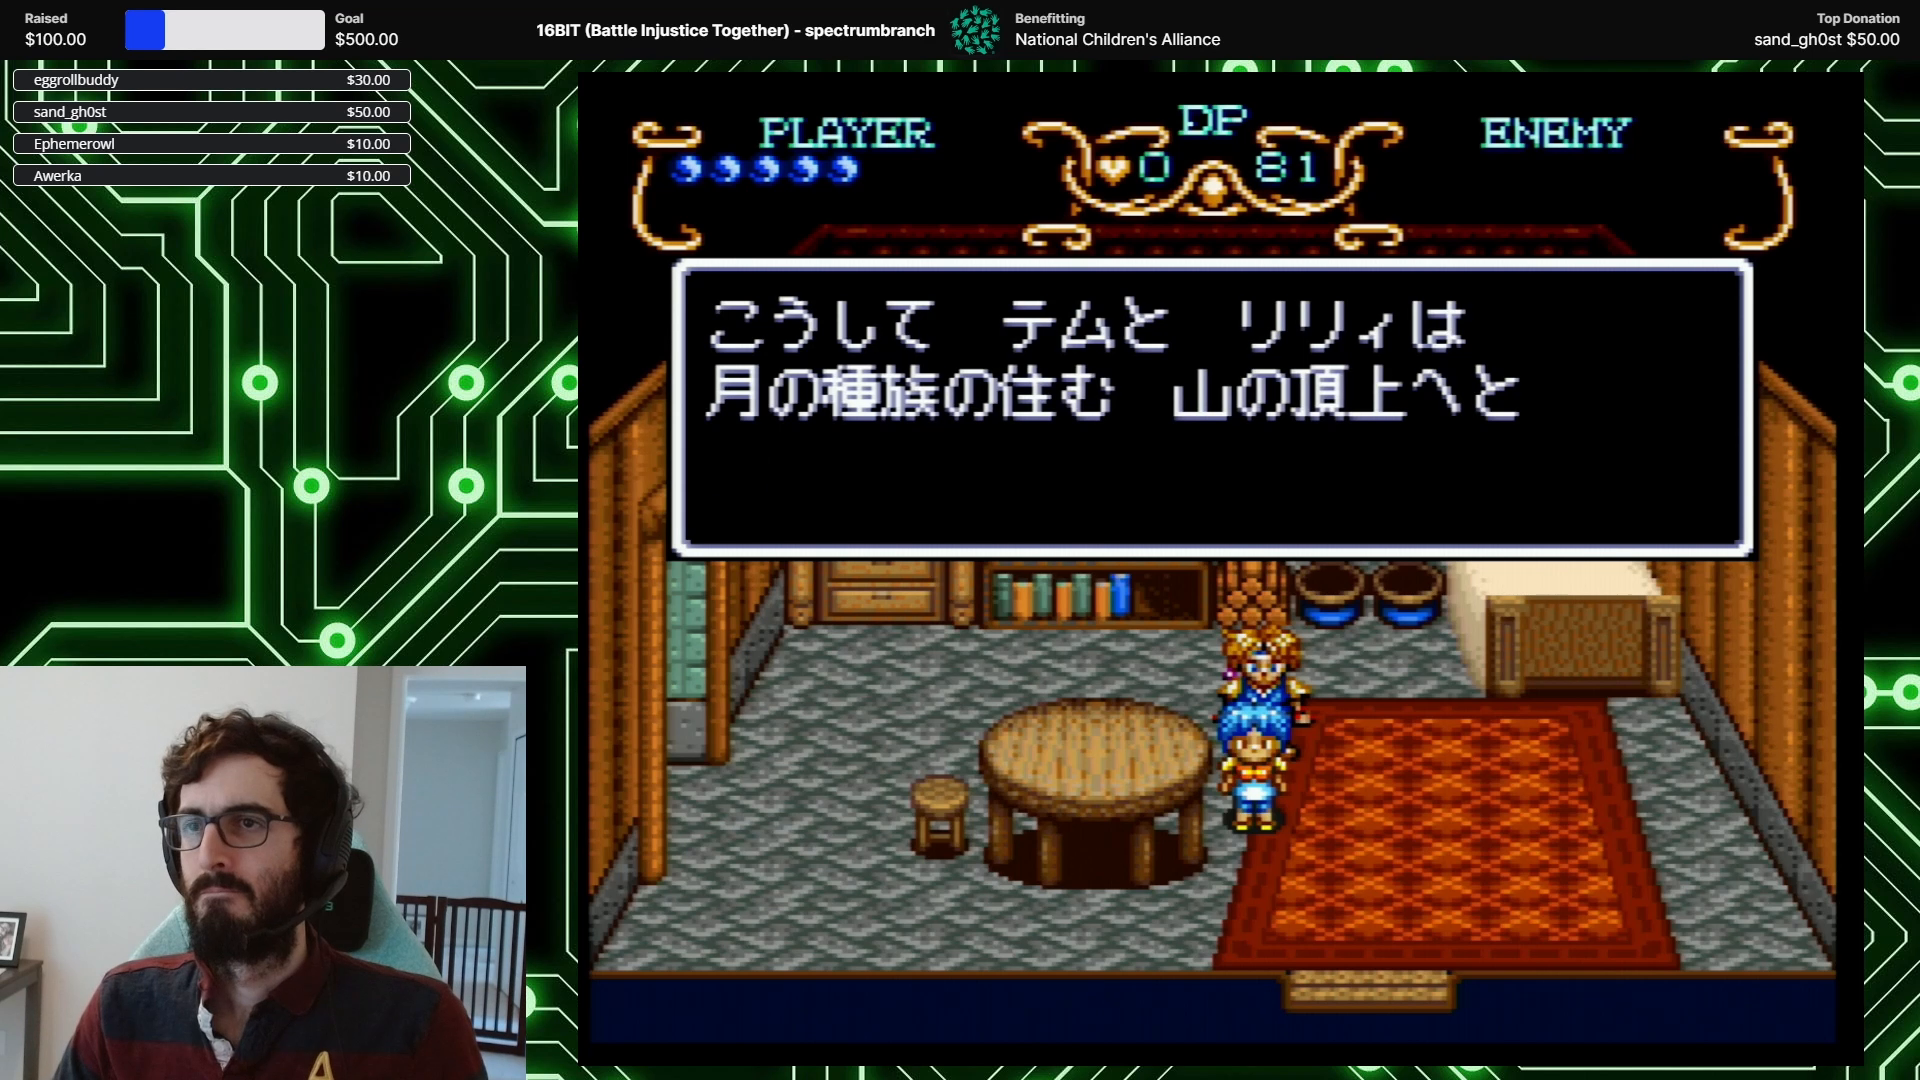 Raised
$100.00
Goal
$500.00
16BIT (Battle Injustice Together) - spectrumbranch
Benefitting
National Children's Alliance
Top Donation
sand_gh0st $50.00
eggrollbuddy $30.00
sand_gh0st $50.00
Ephemerowl $10.00
Awerka $10.00
PLAYER
DP
ENEMY
0 81
こうして　テムと　リリィは
月の種族の住む　山の頂上へと